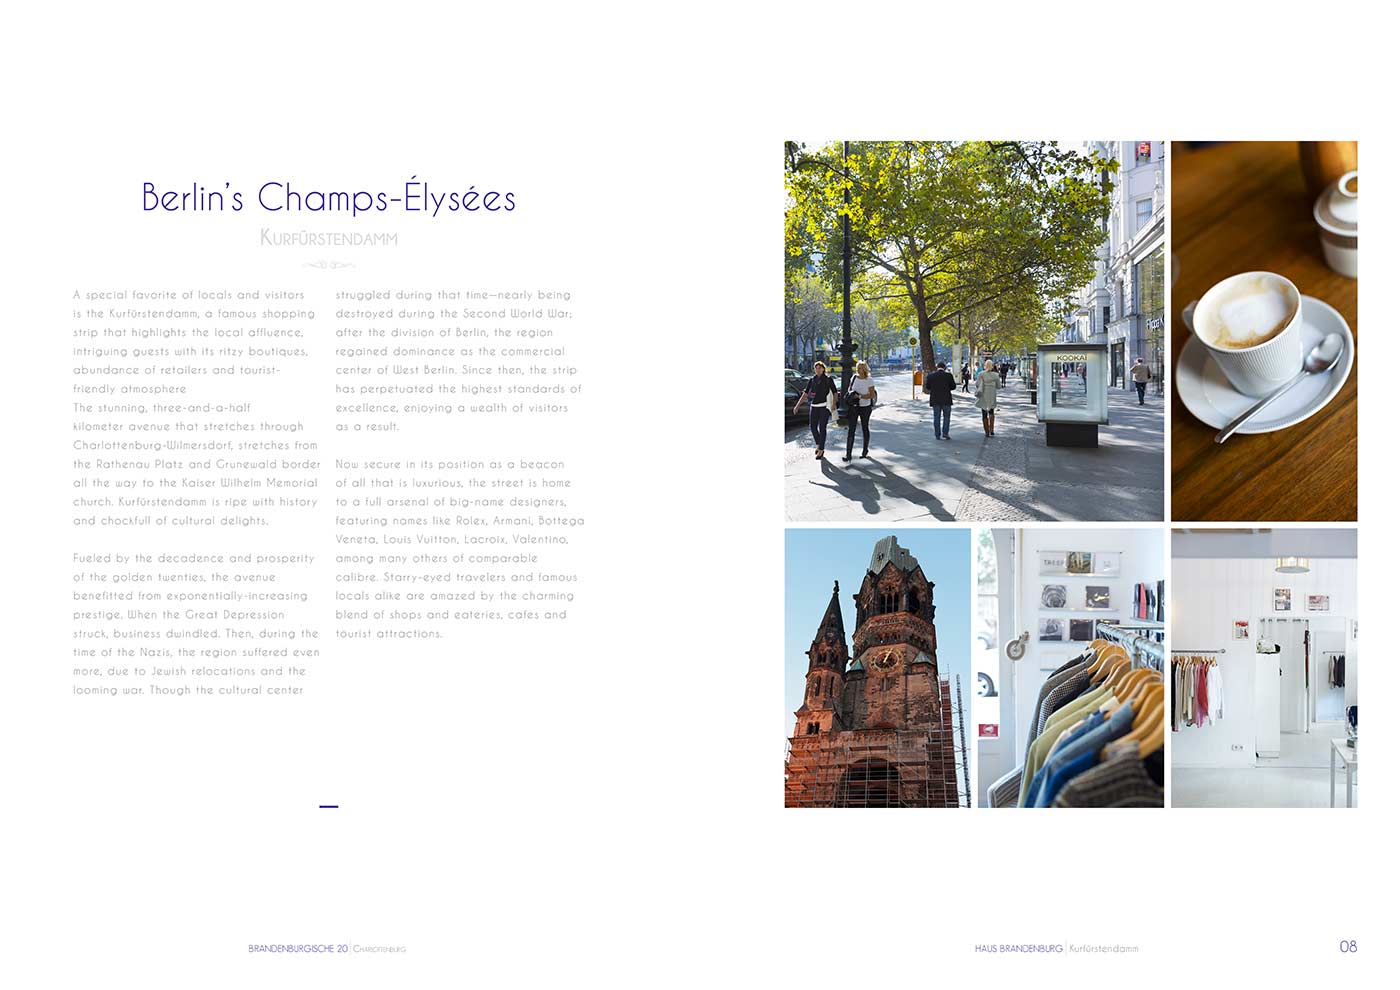 Berlin's Champs-Élysées
Kurfürstendamm
A special favorite of locals and visitors
is the Kurfürstendamm, a famous shopping
strip that highlights the local affluence,
intriguing guests with its ritzy boutiques,
abundance of retailers and tourist-
friendly atmosphere
The stunning, three-and-a-half
kilometer avenue that stretches through
Charlottenburg-Wilmersdorf, stretches from
the Rathenau Platz and Grunewald border
all the way to the Kaiser Wilhelm Memorial
church. Kurfürstendamm is ripe with history
and chockfull of cultural delights.
Fueled by the decadence and prosperity
of the golden twenties, the avenue
benefitted from exponentially-increasing
prestige. When the Great Depression
struck, business dwindled. Then, during the
time of the Nazis, the region suffered even
more, due to Jewish relocations and the
looming war. Though the cultural center
struggled during that time—nearly being
destroyed during the Second World War;
after the division of Berlin, the region
regained dominance as the commercial
center of West Berlin. Since then, the strip
has perpetuated the highest standards of
excellence, enjoying a wealth of visitors
as a result.
Now secure in its position as a beacon
of all that is luxurious, the street is home
to a full arsenal of big-name designers,
featuring names like Rolex, Armani, Bottega
Veneta, Louis Vuitton, Lacroix, Valentino,
among many others of comparable
calibre. Starry-eyed travelers and famous
locals alike are amazed by the charming
blend of shops and eateries, cafes and
tourist attractions.
KOOKAÏ
BRANDENBURGISCHE 20 | Charlottenburg
HAUS BRANDENBURG | Kurfürstendamm
08